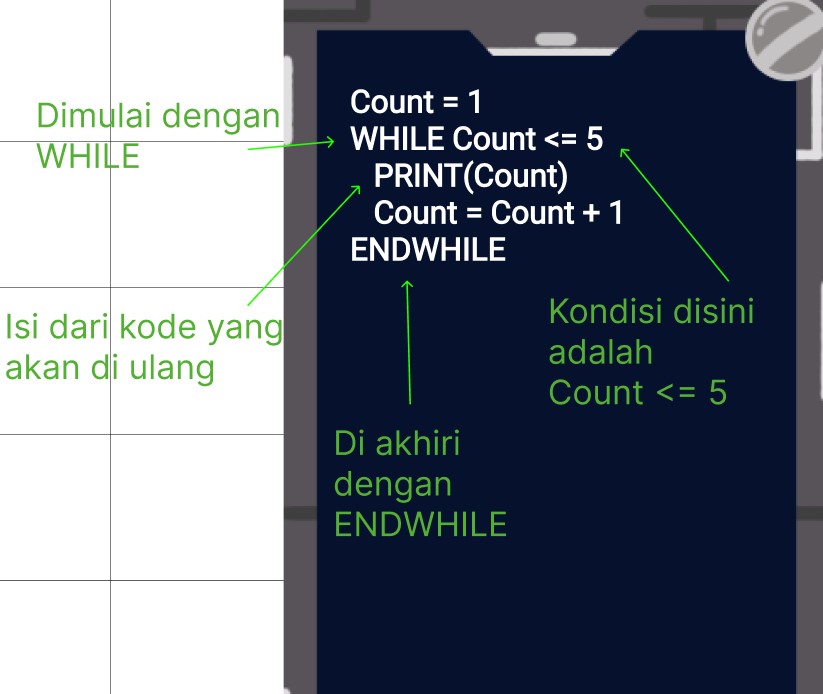 Count = 1
WHILE Count <= 5
PRINT(Count)
Count = Count + 1
ENDWHILE
Dimulai dengan
WHILE
Isi dari kode yang
akan di ulang
Kondisi disini
adalah
Count <= 5
Di akhiri
dengan
ENDWHILE